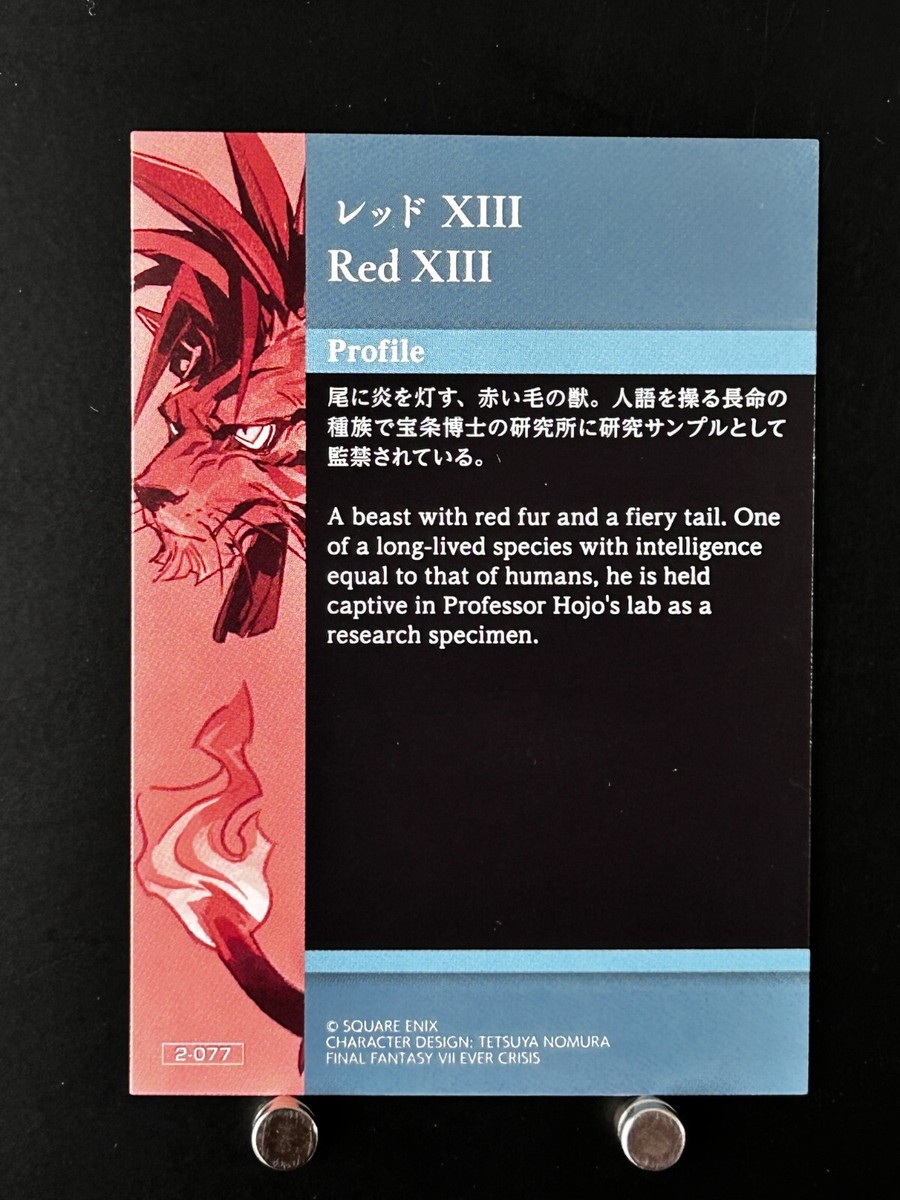 レッド XIII
Red XIII
Profile
尾に炎を灯す、赤い毛の獣。人語を操る長命の
種族で宝条博士の研究所に研究サンプルとして
監禁されている。
A beast with red fur and a fiery tail. One
of a long-lived species with intelligence
equal to that of humans, he is held
captive in Professor Hojo's lab as a
research specimen.
© SQUARE ENIX
CHARACTER DESIGN: TETSUYA NOMURA
FINAL FANTASY VII EVER CRISIS
2-077